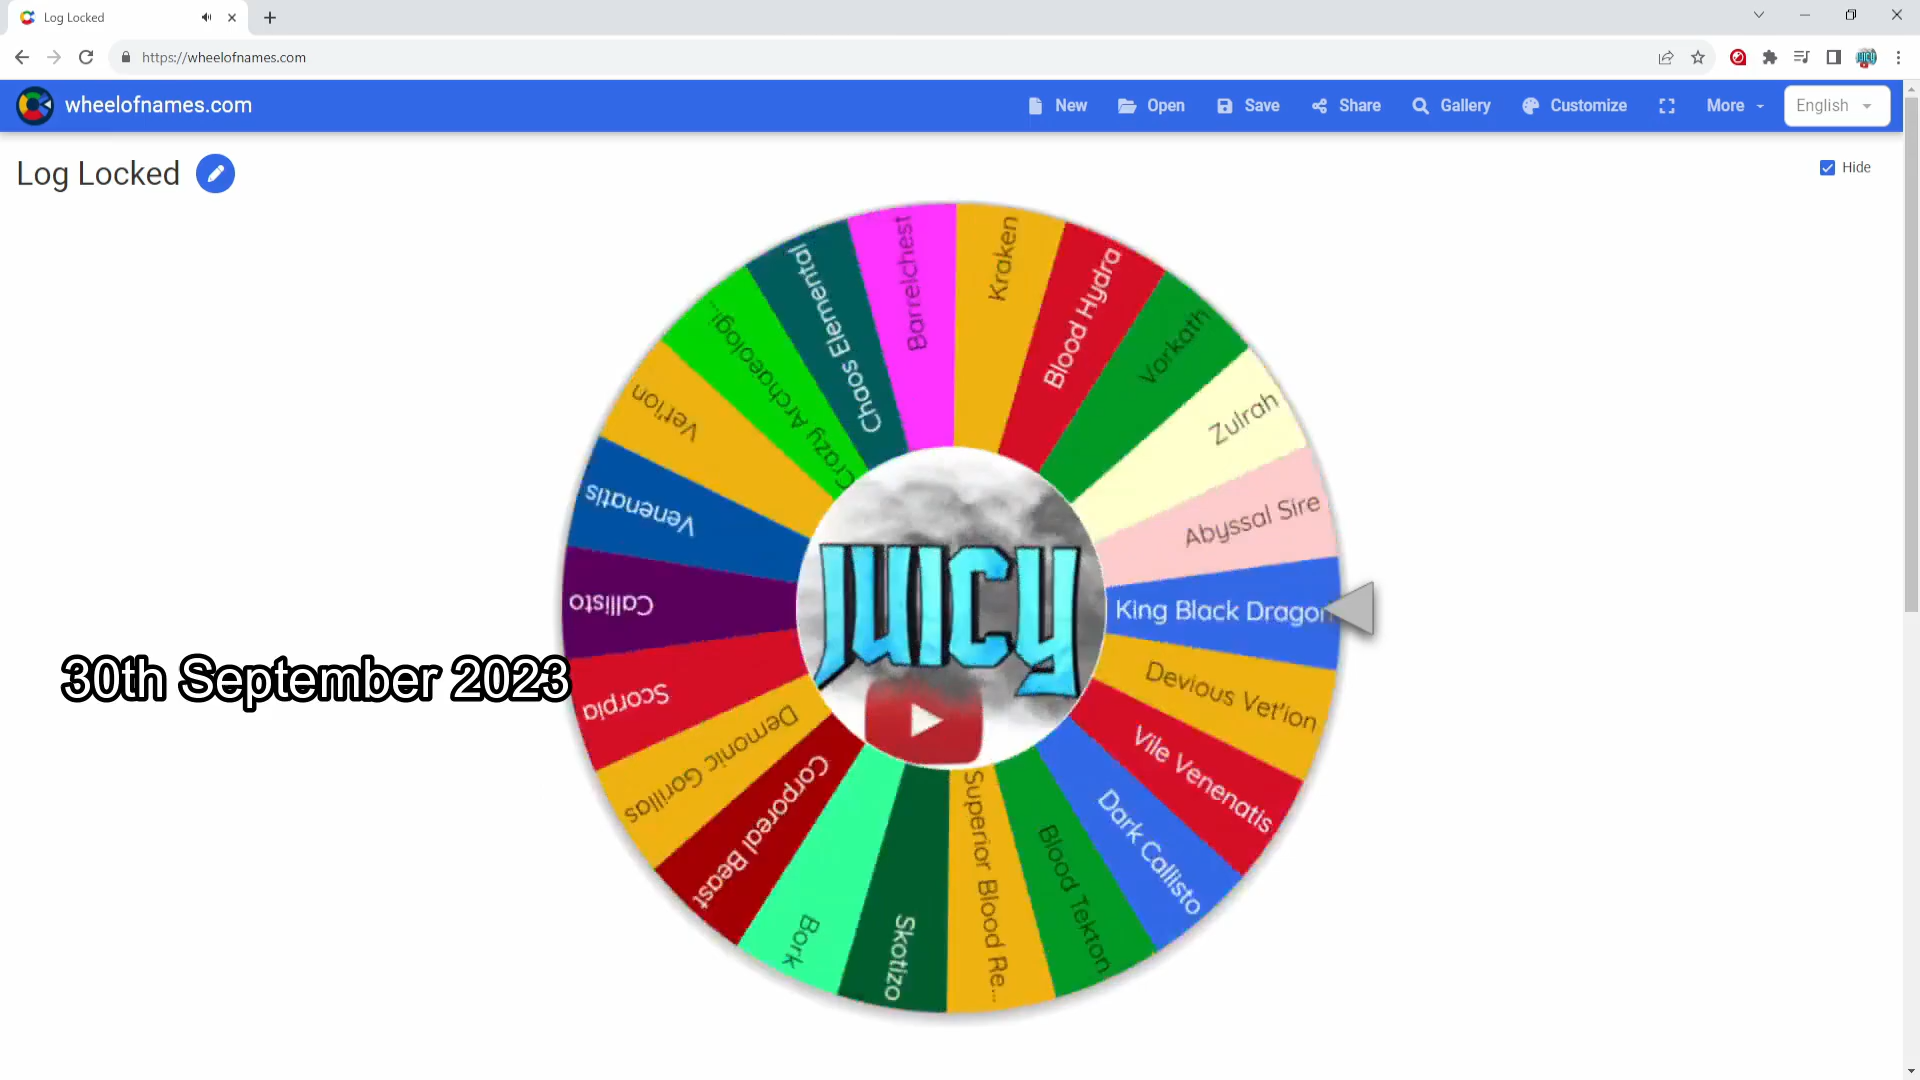 Log Locked
https://wheelofnames.com
wheelofnames.com
New
Open
Save
Share
Gallery
Customize
More
English
Log Locked
Hide
Kraken
Blood Hydra
Vorkath
Zulrah
Abyssal Sire
King Black Dragon
Devious Vet'ion
Vile Venenatis
Dark Callisto
Blood Tekton
Superior Blood Re...
Skotizo
Bork
Corporeal Beast
Demonic Gorillas
Scorpia
Callisto
Venenatis
Vet'ion
Crazy Archaeologi...
Chaos Elemental
Barrelchest
JUICY
30th September 2023